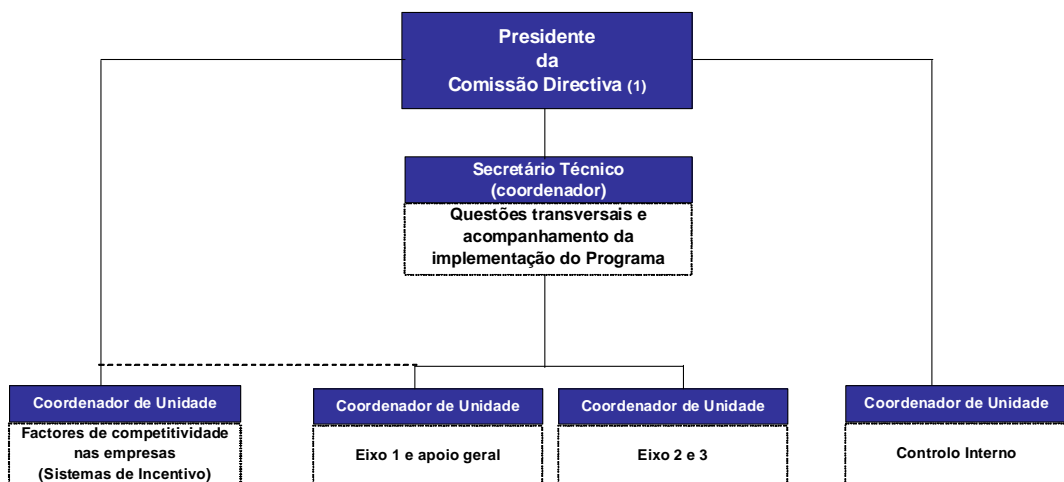 Presidente
da
Comissão Directiva (1)
Secretário Técnico
(coordenador)
Questões transversais e
acompanhamento da
implementação do Programa
Coordenador de Unidade
Factores de competitividade
nas empresas
(Sistemas de Incentivo)
Coordenador de Unidade
Eixo 1 e apoio geral
Coordenador de Unidade
Eixo 2 e 3
Coordenador de Unidade
Controlo Interno